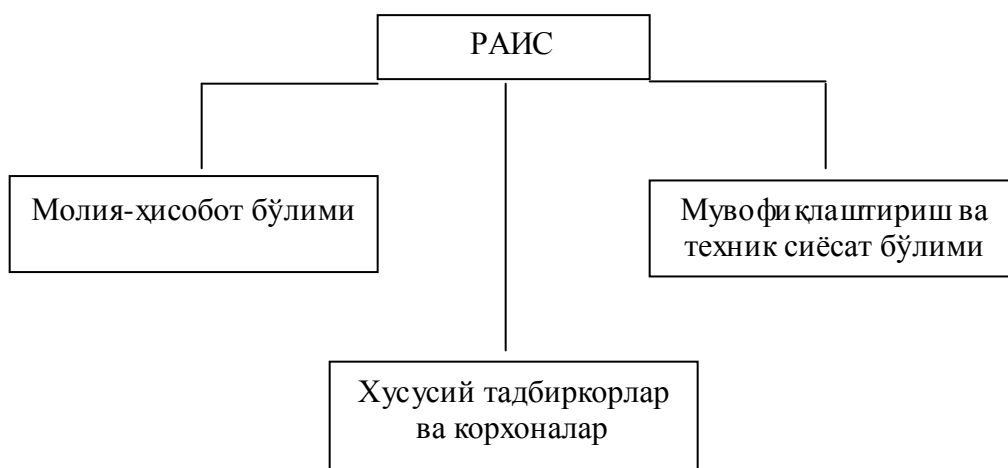 РАИС
Молия-ҳисобот бўлими
Мувофиқлаштириш ва
техник сиёсат бўлими
Хусусий тадбиркорлар
ва корхоналар